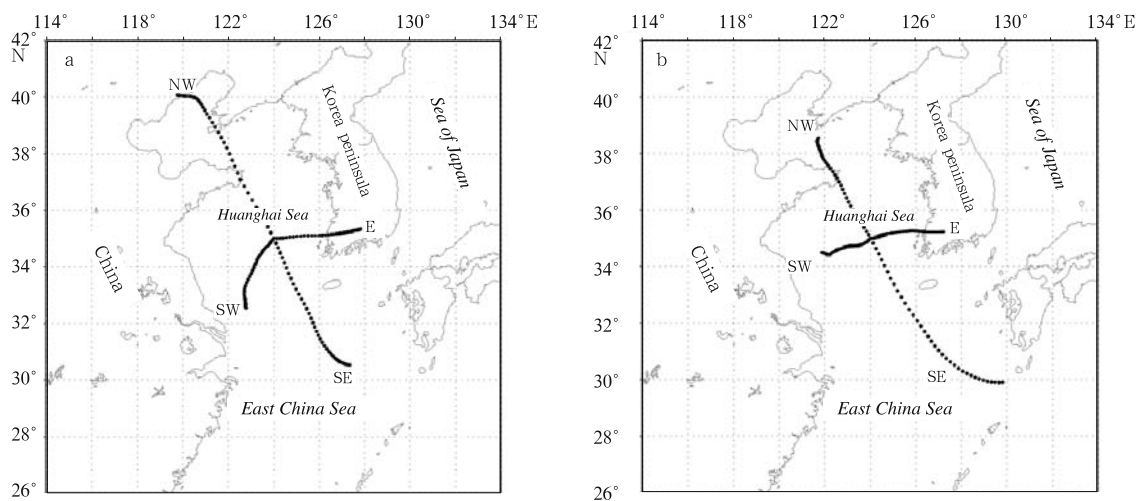 114° 118° 122° 126° 130° 134°E
42°
N
a
NW
40°
38°
36°
34°
32°
30°
28°
26°
Korea peninsula
Sea of Japan
Huanghai Sea
E
China
SW
SE
East China Sea
114° 118° 122° 126° 130° 134°E
42°
N
b
40°
NW
38°
36°
34°
32°
30°
28°
26°
Korea peninsula
Sea of Japan
Huanghai Sea
E
China
SW
SE
East China Sea